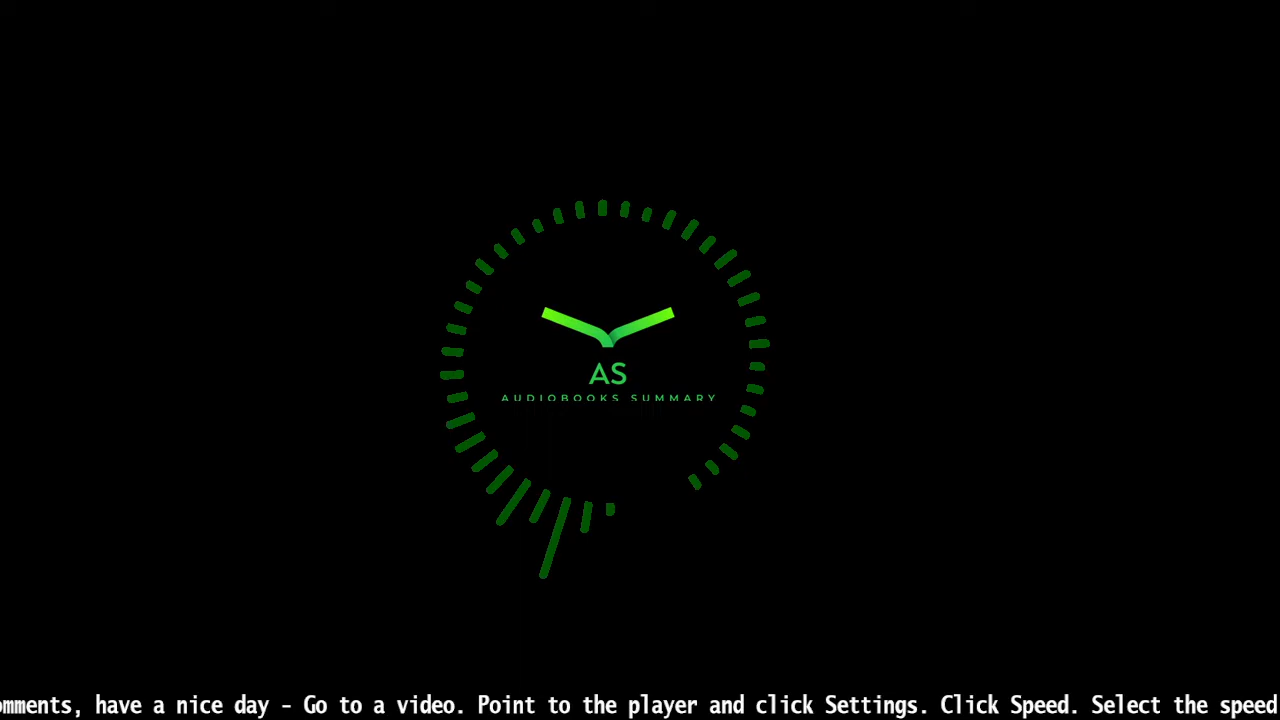 AS
AUDIOBOOKS SUMMARY
have a nice day - Go to a video. Point to the player and click Settings. Click Speed. Select the speed